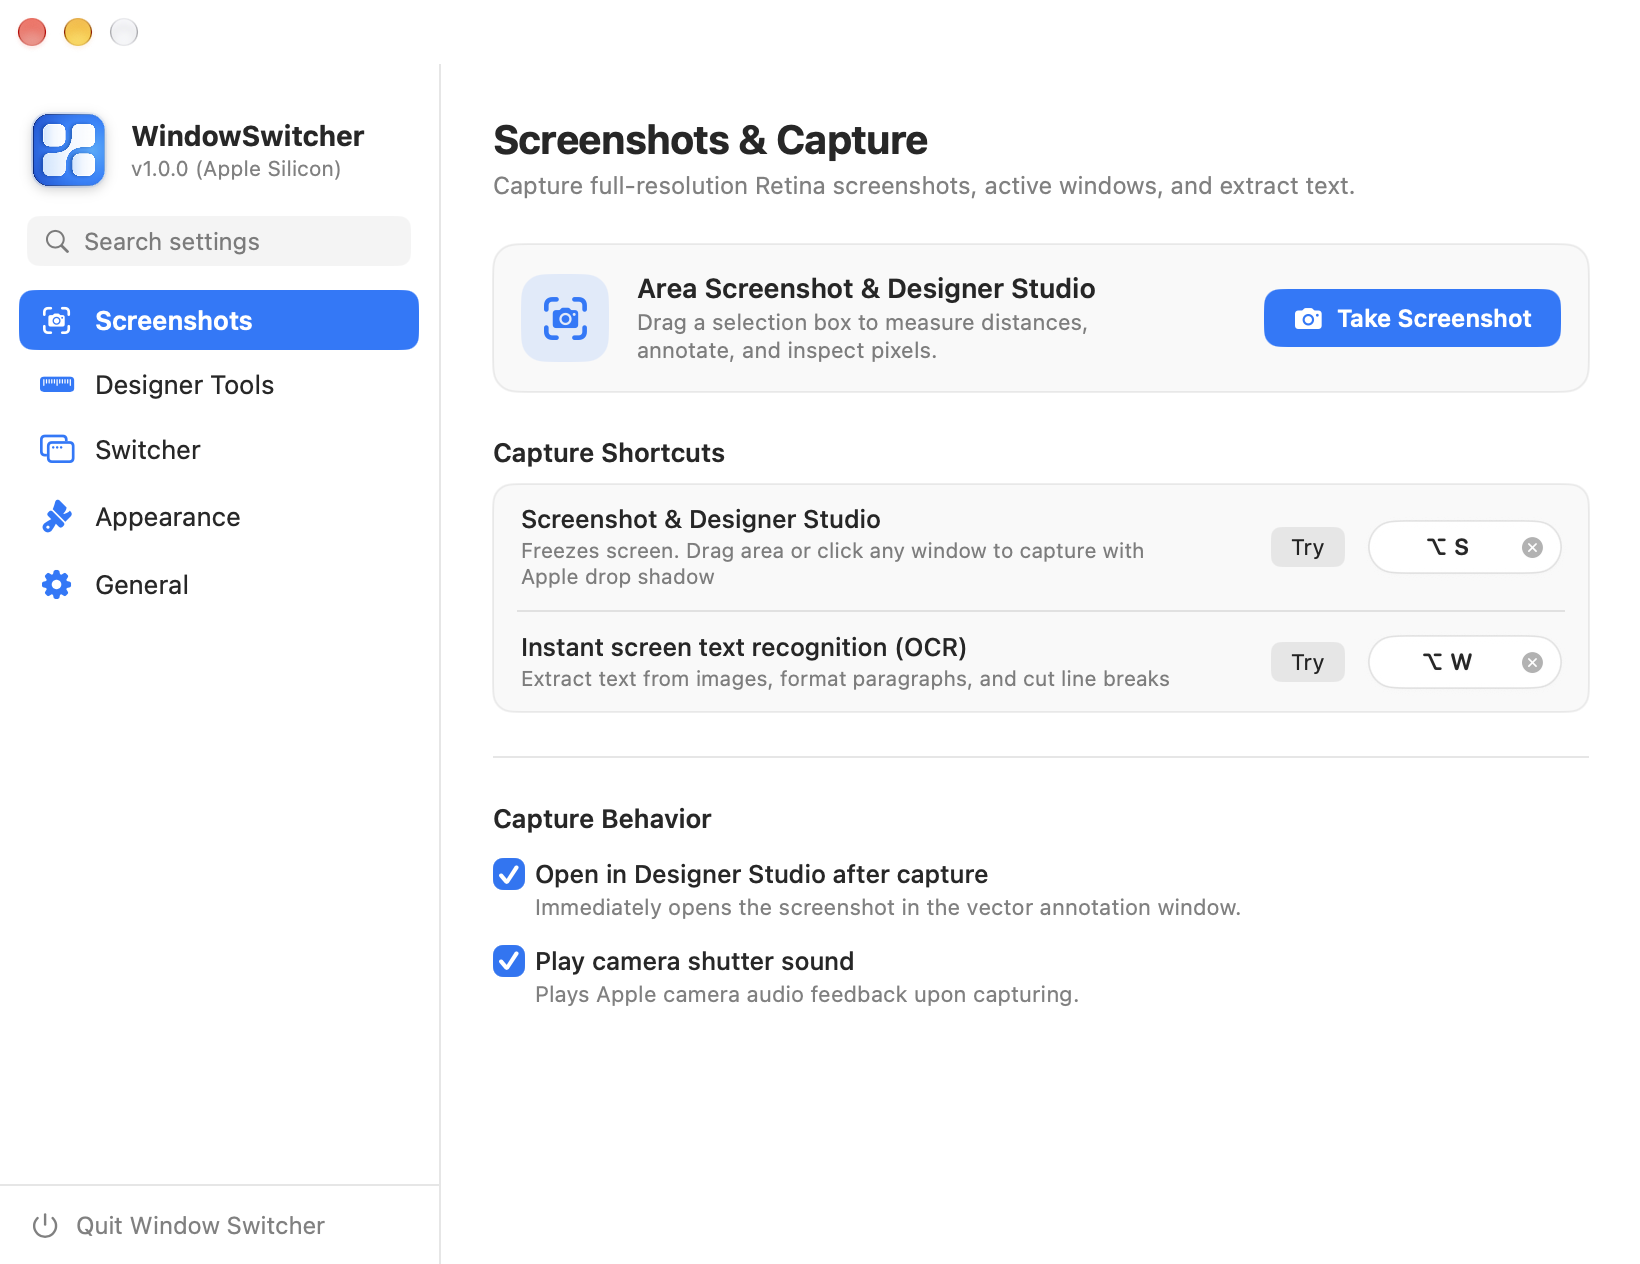 WindowSwitcher
v1.0.0 (Apple Silicon)
Search settings
Screenshots
Designer Tools
Switcher
Appearance
General
Quit Window Switcher
Screenshots & Capture
Capture full-resolution Retina screenshots, active windows, and extract text.
Area Screenshot & Designer Studio
Drag a selection box to measure distances,
annotate, and inspect pixels.
Take Screenshot
Capture Shortcuts
Screenshot & Designer Studio
Freezes screen. Drag area or click any window to capture with
Apple drop shadow
Try
⌥ S
Instant screen text recognition (OCR)
Extract text from images, format paragraphs, and cut line breaks
Try
⌥ W
Capture Behavior
Open in Designer Studio after capture
Immediately opens the screenshot in the vector annotation window.
Play camera shutter sound
Plays Apple camera audio feedback upon capturing.